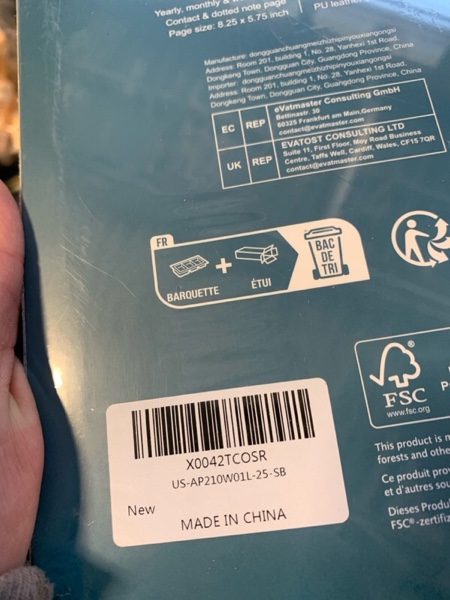 Yearly, monthly & w
Contact & dotted note page
Page size: 8.25 x 5.75 inch
PU leather
Manufacture: dongguanchuangmeizhizhipinyouxiangongsi
Address: Room 201, building 1, No. 28, Yanhexi 1st Road,
Dongkeng Town, Dongguan City, Guangdong Province, China
Importer: dongguanchuangmeizhizhipinyouxiangongsi
Address: Room 201, building 1, No. 28, Yanhexi 1st Road,
Dongkeng Town, Dongguan City, Guangdong Province, China
EC REP
eVatmaster Consulting GmbH
Bettinastr. 30
60325 Frankfurt am Main,Germany
contact@evatmaster.com
UK REP
EVATOST CONSULTING LTD
Suite 11, First Floor, Moy Road Business
Centre, Taffs Well, Cardiff, Wales, CF15 7QR
contact@evatmaster.com
FR
BARQUETTE
+
ÉTUI
BAC
DE
TRI
®
FSC
www.fsc.org
This product is m
forests and othe
Ce produit prov
et d'autres sou
Dieses Produ
FSC®-zertifiz
X0042TCOSR
US-AP210W01L-25-SB
New
MADE IN CHINA